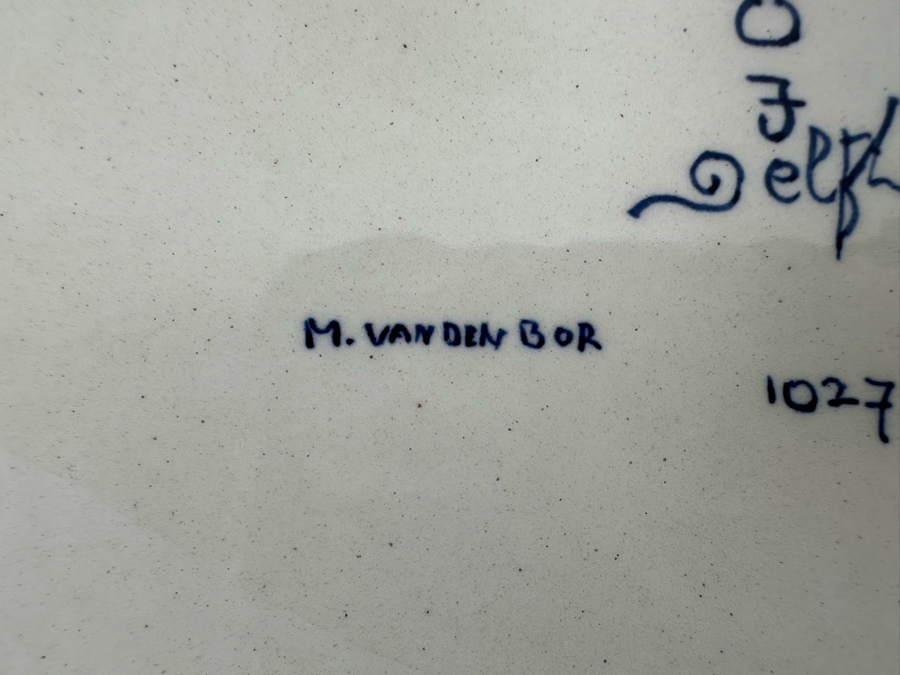 Delft
M. VAN DEN BOR
1027